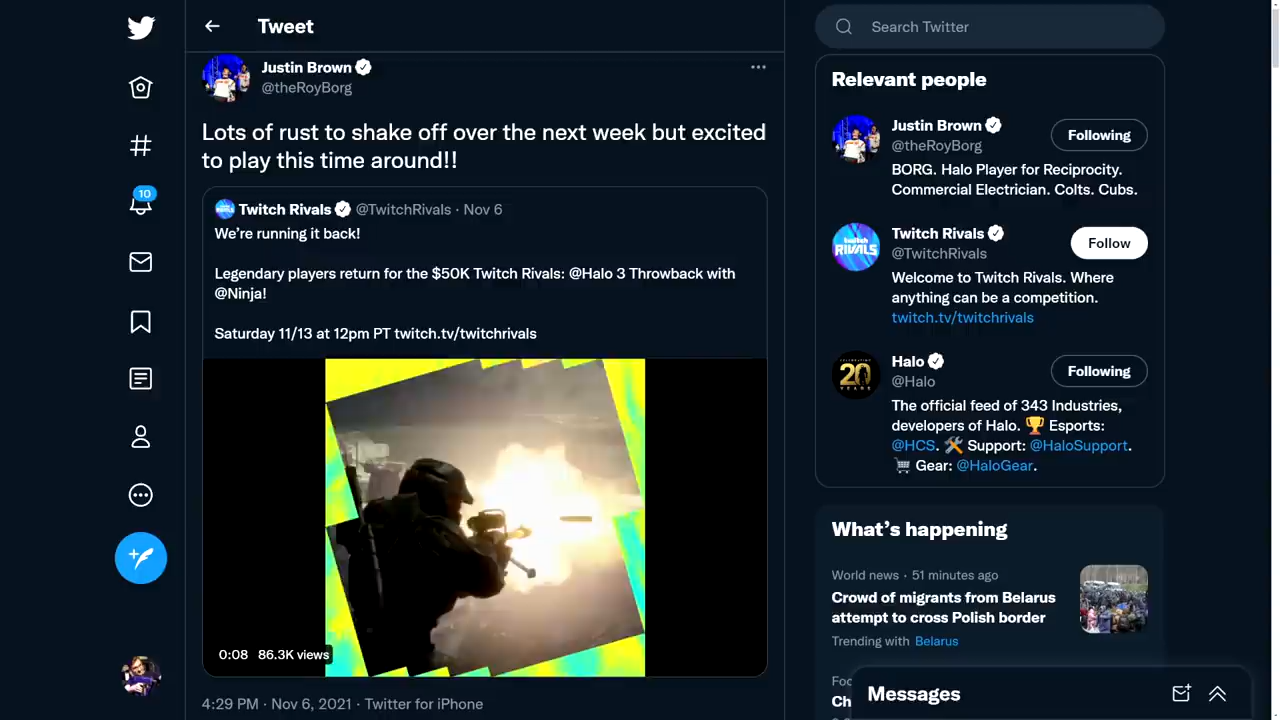 Tweet
Justin Brown
@theRoyBorg
Lots of rust to shake off over the next week but excited
to play this time around!!
Twitch Rivals @TwitchRivals · Nov 6
We’re running it back!
Legendary players return for the $50K Twitch Rivals: @Halo 3 Throwback with
@Ninja!
Saturday 11/13 at 12pm PT twitch.tv/twitchrivals
0:08 86.3K views
4:29 PM · Nov 6, 2021 · Twitter for iPhone
10
Search Twitter
Relevant people
Justin Brown
@theRoyBorg
Following
BORG. Halo Player for Reciprocity.
Commercial Electrician. Colts. Cubs.
twitch
RIVALS
Twitch Rivals
@TwitchRivals
Follow
Welcome to Twitch Rivals. Where
anything can be a competition.
twitch.tv/twitchrivals
20
YEARS
Halo
@Halo
Following
The official feed of 343 Industries,
developers of Halo. 🏆 Esports:
@HCS. 🛠 Support: @HaloSupport.
🛒 Gear: @HaloGear.
What’s happening
World news · 51 minutes ago
Crowd of migrants from Belarus
attempt to cross Polish border
Trending with Belarus
Foo
Ch
Messages